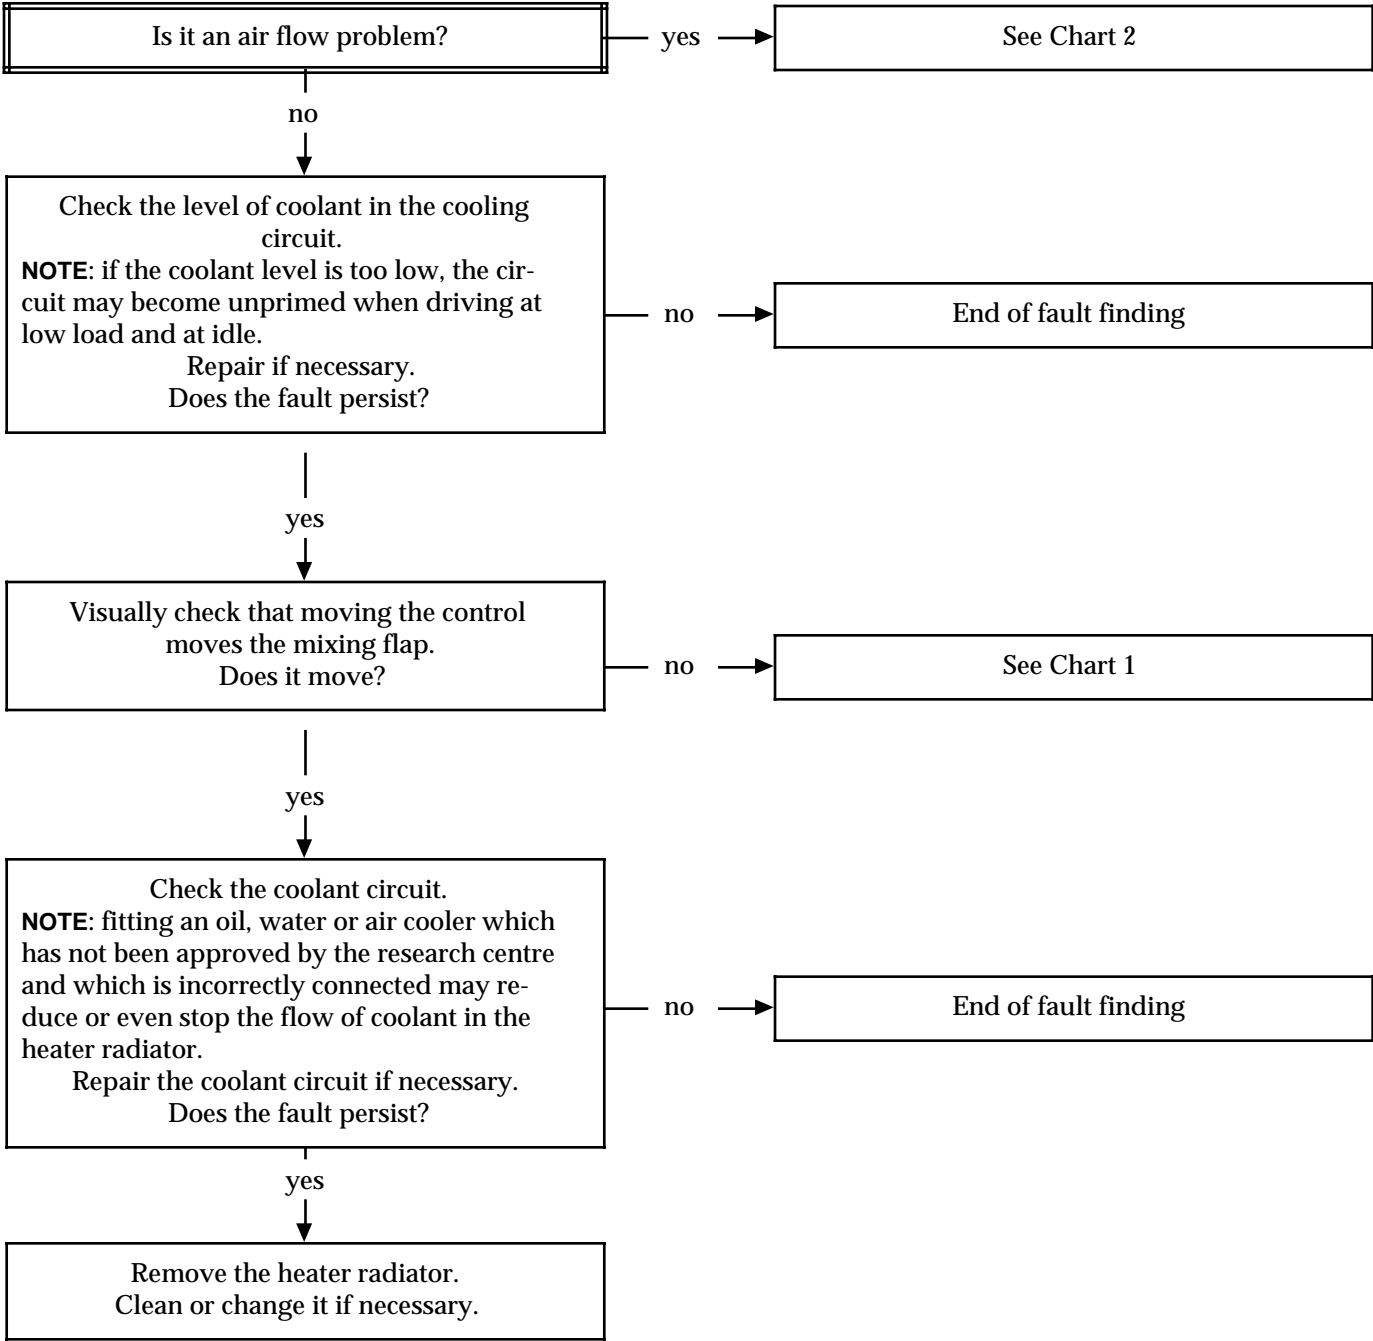 Is it an air flow problem?
yes
See Chart 2
no
Check the level of coolant in the cooling
circuit.
NOTE: if the coolant level is too low, the cir-
cuit may become unprimed when driving at
low load and at idle.
Repair if necessary.
Does the fault persist?
no
End of fault finding
yes
Visually check that moving the control
moves the mixing flap.
Does it move?
no
See Chart 1
yes
Check the coolant circuit.
NOTE: fitting an oil, water or air cooler which
has not been approved by the research centre
and which is incorrectly connected may re-
duce or even stop the flow of coolant in the
heater radiator.
Repair the coolant circuit if necessary.
Does the fault persist?
no
End of fault finding
yes
Remove the heater radiator.
Clean or change it if necessary.